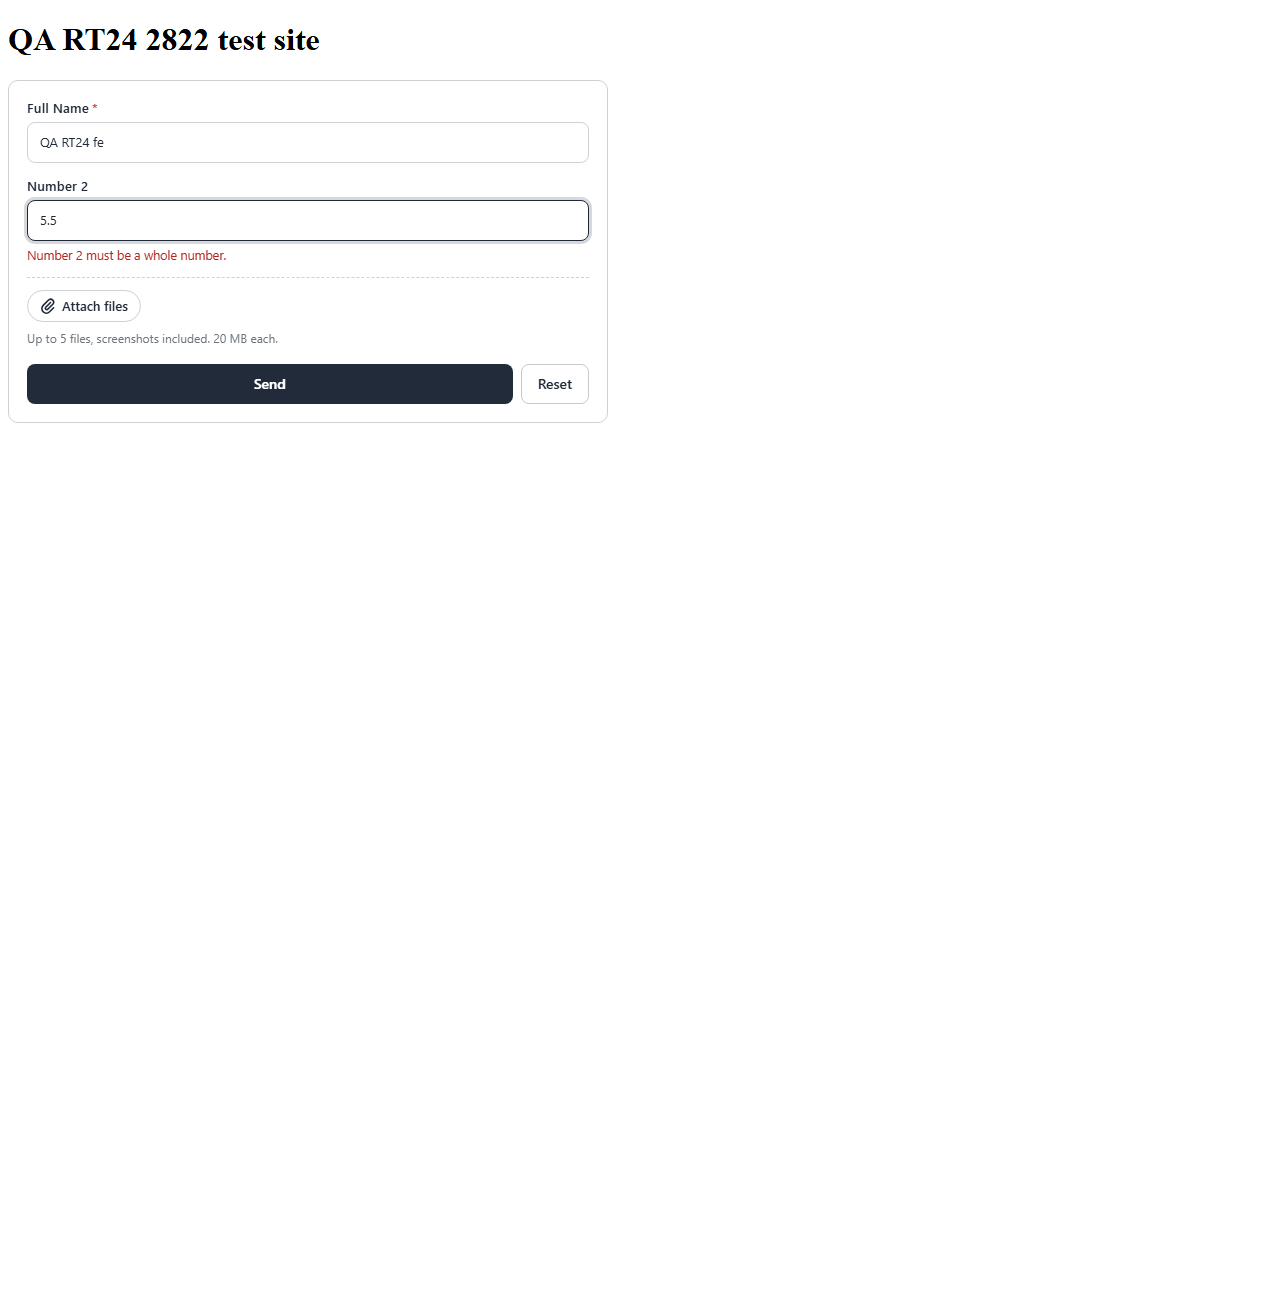 QA RT24 2822 test site
Full Name *
QA RT24 fe
Number 2
5.5
Number 2 must be a whole number.
Attach files
Up to 5 files, screenshots included. 20 MB each.
Send
Reset